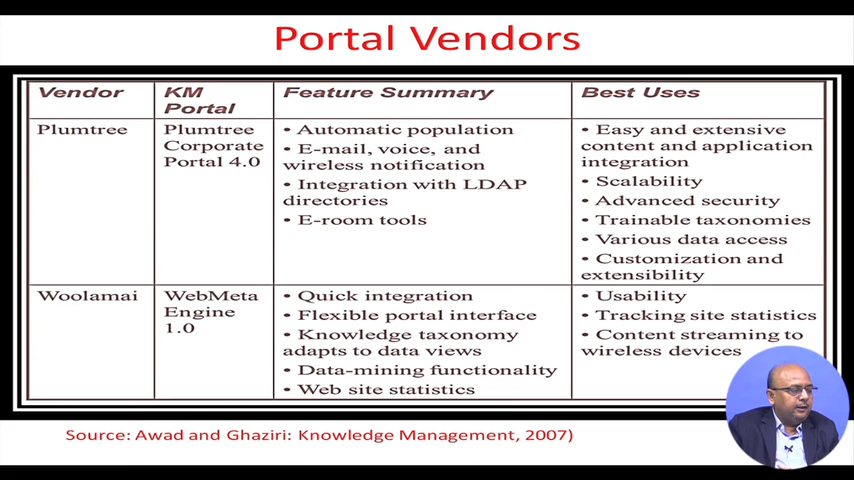 Portal Vendors
Vendor
KM
Portal
Feature Summary
Best Uses
Plumtree
Plumtree
Corporate
Portal 4.0
• Automatic population
• E-mail, voice, and
wireless notification
• Integration with LDAP
directories
• E-room tools
• Easy and extensive
content and application
integration
• Scalability
• Advanced security
• Trainable taxonomies
• Various data access
• Customization and
extensibility
Woolamai
WebMeta
Engine
1.0
• Quick integration
• Flexible portal interface
• Knowledge taxonomy
adapts to data views
• Data-mining functionality
• Web site statistics
• Usability
• Tracking site statistics
• Content streaming to
wireless devices
Source: Awad and Ghaziri: Knowledge Management, 2007)